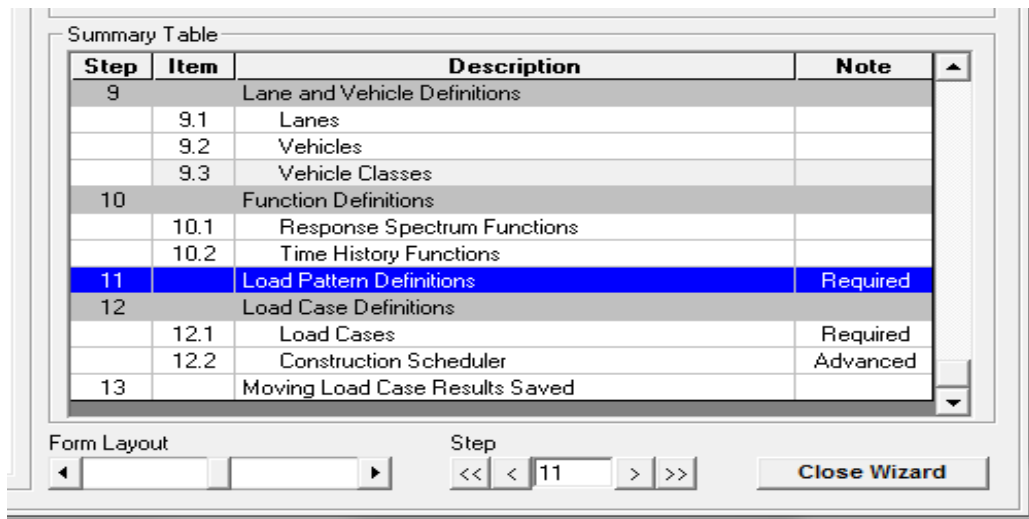 Summary Table
Step Item Description Note
9 Lane and Vehicle Definitions
9.1 Lanes
9.2 Vehicles
9.3 Vehicle Classes
10 Function Definitions
10.1 Response Spectrum Functions
10.2 Time History Functions
11 Load Pattern Definitions Required
12 Load Case Definitions
12.1 Load Cases Required
12.2 Construction Scheduler Advanced
13 Moving Load Case Results Saved
Form Layout Step
<< < 11 > >> Close Wizard